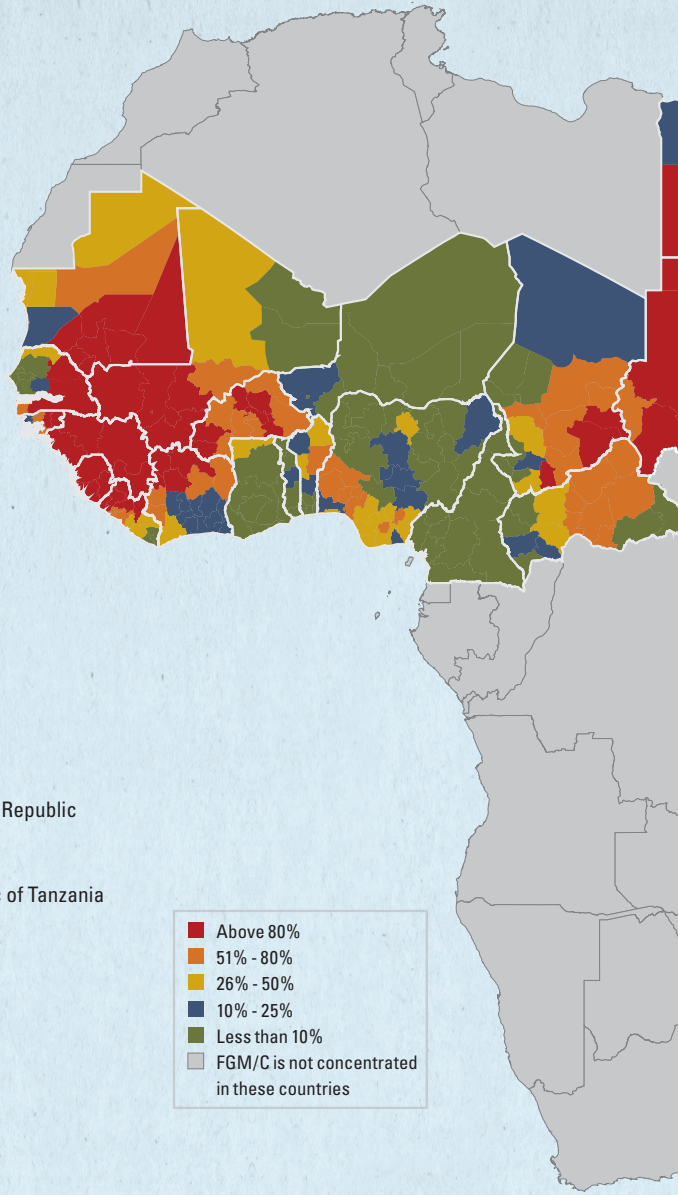 Republic
of Tanzania
Above 80%
51% - 80%
26% - 50%
10% - 25%
Less than 10%
FGM/C is not concentrated
in these countries